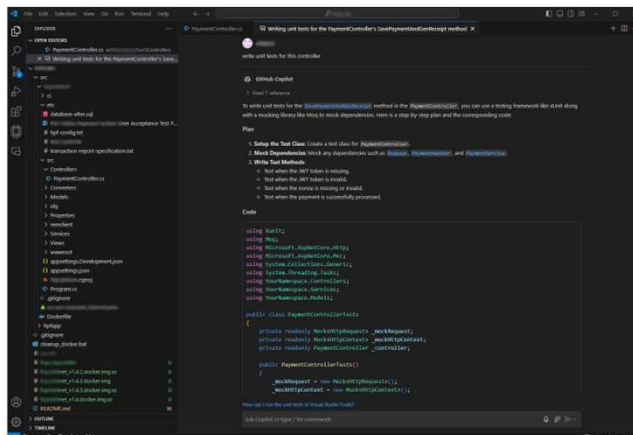 File Edit Selection View Go Run Terminal Help
EXPLORER
OPEN EDITORS
PaymentController.cs
Writing unit tests for the PaymentController's Save...
src
ci
etc
database-alter.sql
User Acceptance Test P...
hpf-config.txt
transaction-report-specification.txt
src
Controllers
PaymentController.cs
Converters
Models
obj
Properties
Services
Views
wwwroot
appsettings.Development.json
appsettings.json
.csproj
Program.cs
.gitignore
Dockerfile
.gitignore
cleanup_docker.bat
README.md M
OUTLINE
TIMELINE
PaymentController.cs
Writing unit tests for the PaymentController's SavePaymentAndGenReceipt method
write unit tests for this controller
GitHub Copilot
Used 1 reference
To write unit tests for the SavePaymentAndGenReceipt method in the PaymentController, you can use a testing framework like xUnit along
with a mocking library like Moq to mock dependencies. Here is a step-by-step plan and the corresponding code:
Plan
1. Setup the Test Class: Create a test class for PaymentController.
2. Mock Dependencies: Mock any dependencies such as Request, PaymentHandler, and PaymentService.
3. Write Test Methods:
Test when the JWT token is missing.
Test when the JWT token is invalid.
Test when the nonce is missing or invalid.
Test when the payment is successfully processed.
Code
using Xunit;
using Moq;
using Microsoft.AspNetCore.Http;
using Microsoft.AspNetCore.Mvc;
using System.Collections.Generic;
using System.Threading.Tasks;
using YourNamespace.Controllers;
using YourNamespace.Services;
using YourNamespace.Models;
public class PaymentControllerTests
{
private readonly Mock<HttpRequest> _mockRequest;
private readonly Mock<HttpContext> _mockHttpContext;
private readonly PaymentController _controller;
public PaymentControllerTests()
{
_mockRequest = new Mock<HttpRequest>();
_mockHttpContext = new Mock<HttpContext>();
How can I run the unit tests in Visual Studio Code?
Ask Copilot or type / for commands